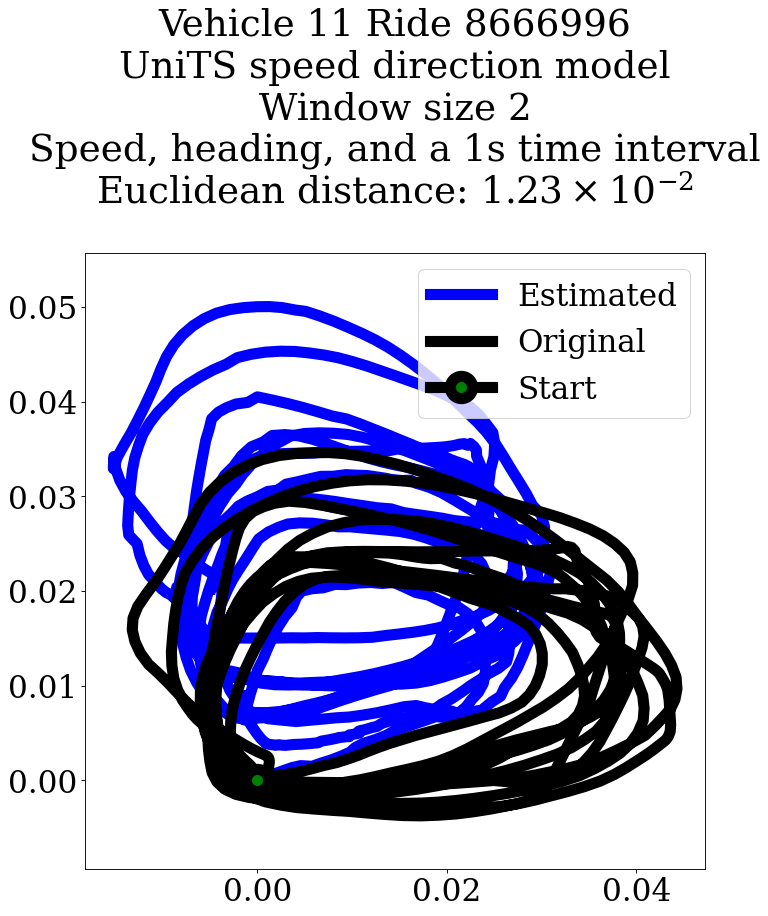 Vehicle 11 Ride 8666996
UniTS speed direction model
Window size 2
Speed, heading, and a 1s time interval
Euclidean distance: $1.23 \times 10^{-2}$
Estimated
Original
Start
0.05
0.04
0.03
0.02
0.01
0.00
0.00 0.02 0.04